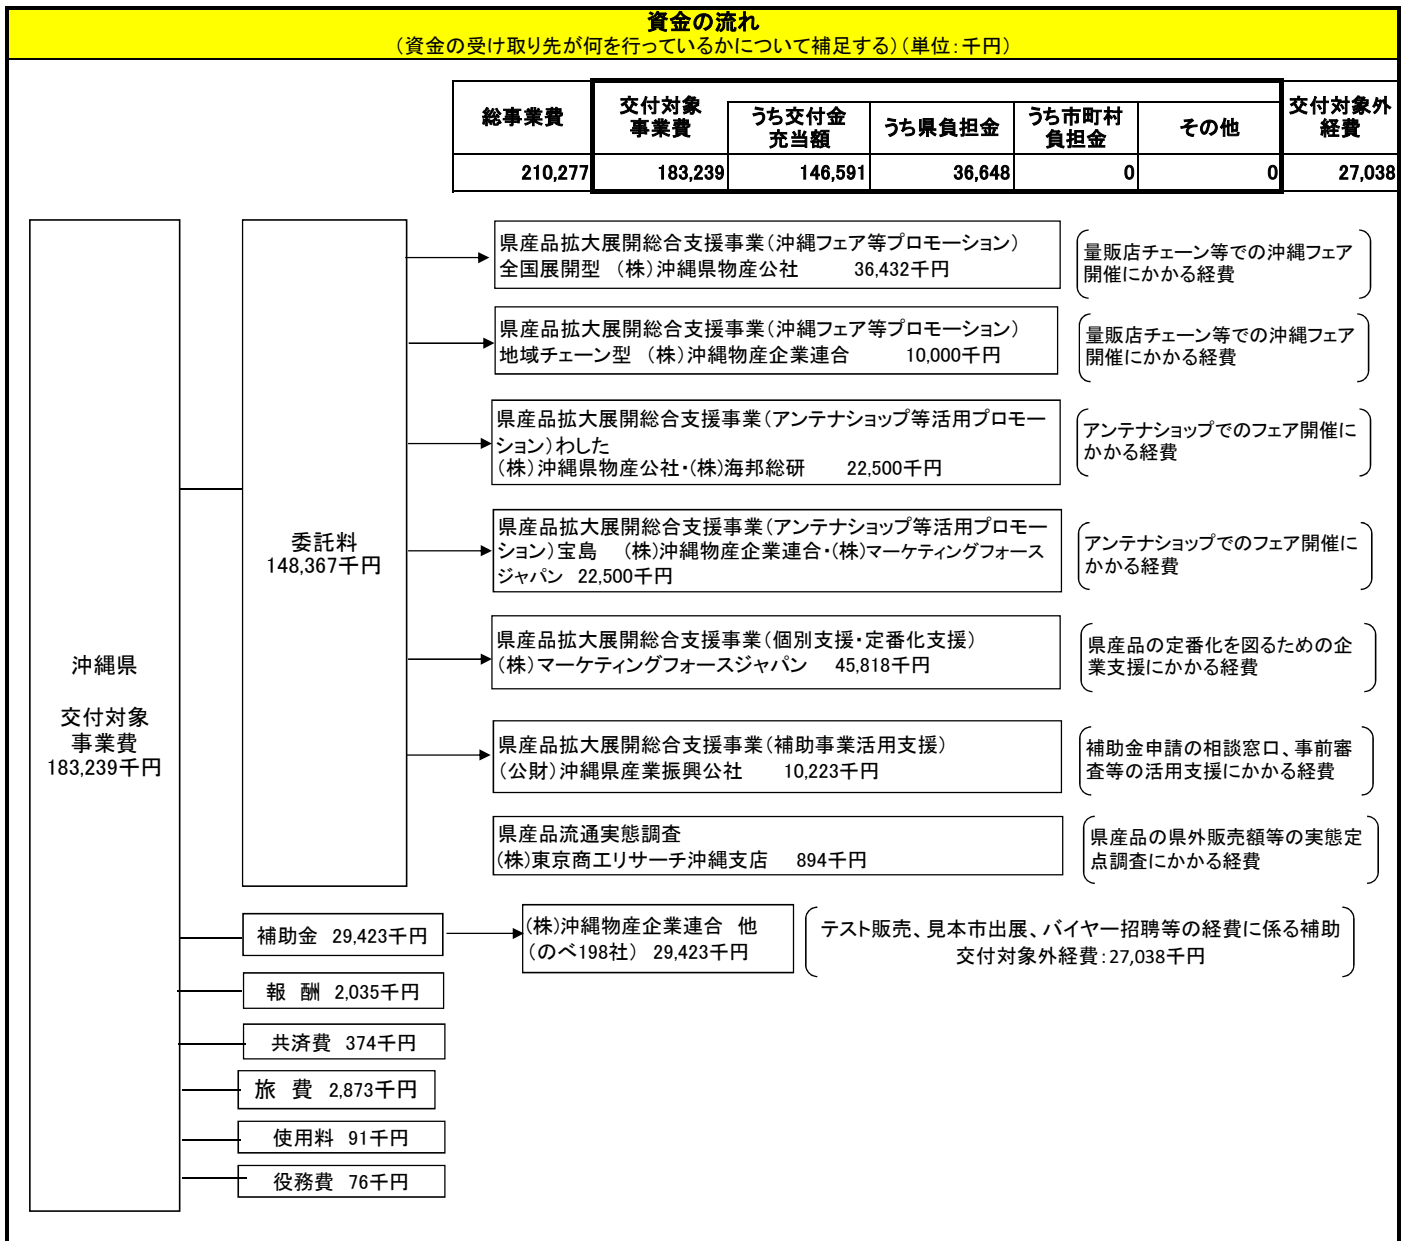 資金の流れ
（資金の受け取り先が何を行っているかについて補足する）（単位：千円）
総事業費
交付対象
事業費
うち交付金
充当額
うち県負担金
うち市町村
負担金
その他
交付対象外
経費
210,277 183,239 146,591 36,648 0 0 27,038
県産品拡大展開総合支援事業（沖縄フェア等プロモーション）
全国展開型 （株）沖縄県物産公社 36,432千円
量販店チェーン等での沖縄フェア
開催にかかる経費
県産品拡大展開総合支援事業（沖縄フェア等プロモーション）
地域チェーン型 （株）沖縄物産企業連合 10,000千円
量販店チェーン等での沖縄フェア
開催にかかる経費
県産品拡大展開総合支援事業（アンテナショップ等活用プロモー
ション）わした
（株）沖縄県物産公社・（株）海邦総研 22,500千円
アンテナショップでのフェア開催に
かかる経費
県産品拡大展開総合支援事業（アンテナショップ等活用プロモー
ション）宝島 （株）沖縄物産企業連合・（株）マーケティングフォース
ジャパン 22,500千円
アンテナショップでのフェア開催に
かかる経費
委託料
148,367千円
県産品拡大展開総合支援事業（個別支援・定番化支援）
（株）マーケティングフォースジャパン 45,818千円
県産品の定番化を図るための企
業支援にかかる経費
沖縄県
交付対象
事業費
183,239千円
県産品拡大展開総合支援事業（補助事業活用支援）
（公財）沖縄県産業振興公社 10,223千円
補助金申請の相談窓口、事前審
査等の活用支援にかかる経費
県産品流通実態調査
（株）東京商工リサーチ沖縄支店 894千円
県産品の県外販売額等の実態定
点調査にかかる経費
補助金 29,423千円
（株）沖縄物産企業連合 他
（のべ198社） 29,423千円
テスト販売、見本市出展、バイヤー招聘等の経費に係る補助
交付対象外経費：27,038千円
報 酬 2,035千円
共済費 374千円
旅 費 2,873千円
使用料 91千円
役務費 76千円